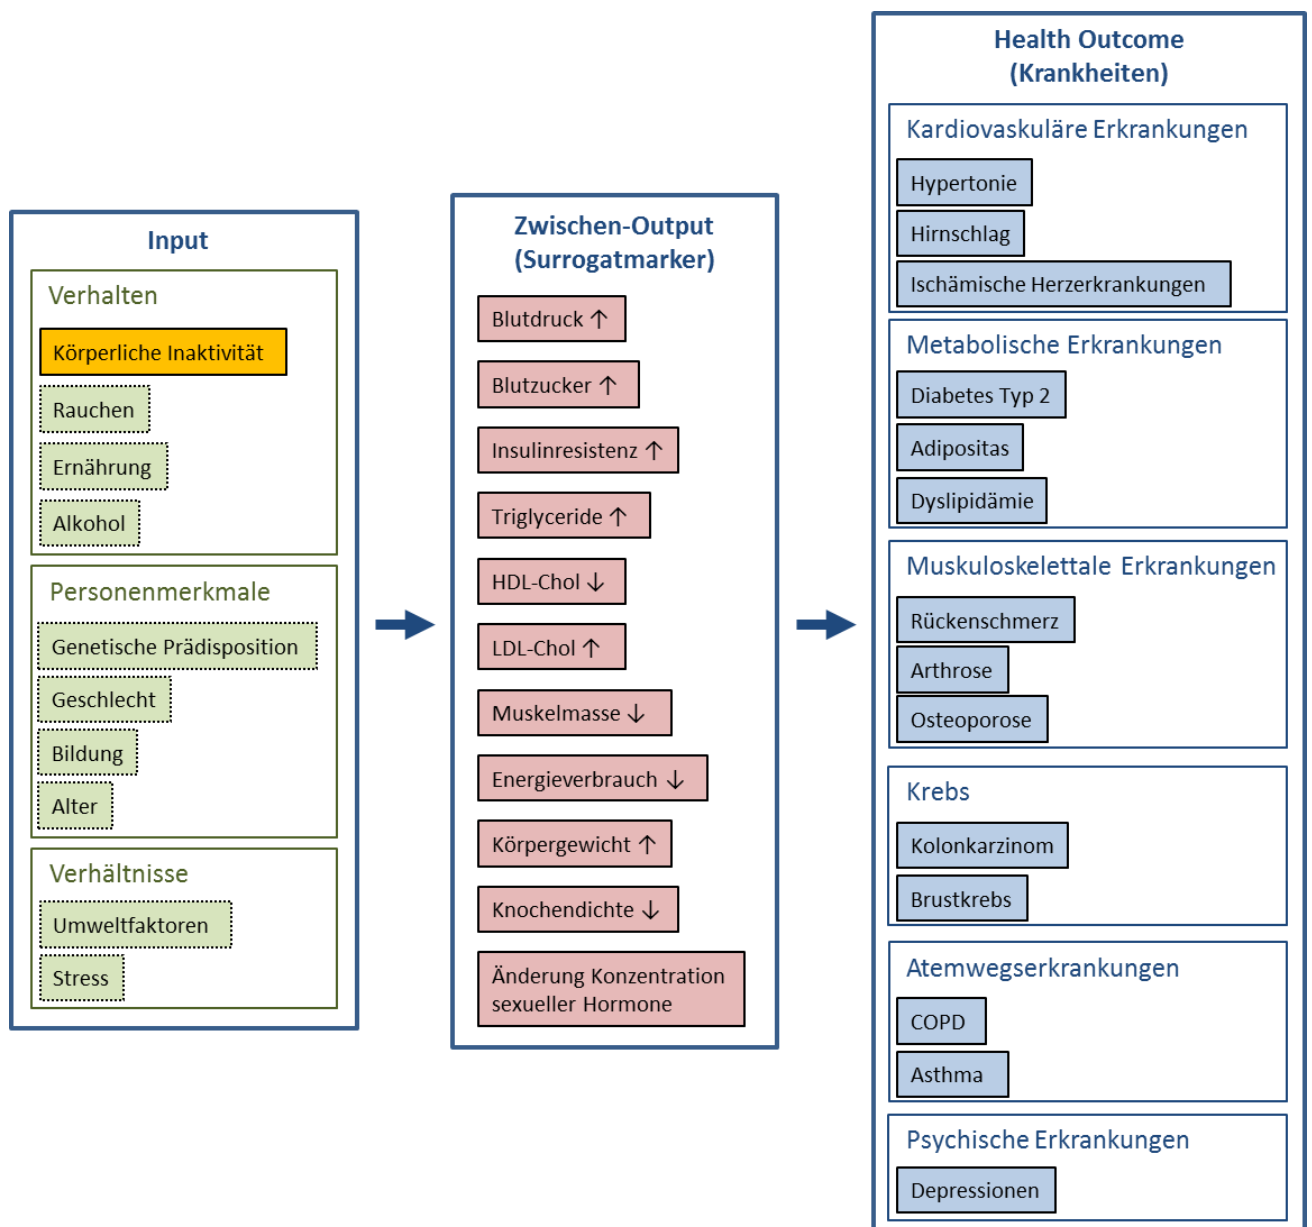 Input
Verhalten
Körperliche Inaktivität
Rauchen
Ernährung
Alkohol
Personenmerkmale
Genetische Prädisposition
Geschlecht
Bildung
Alter
Verhältnisse
Umweltfaktoren
Stress
Zwischen-Output
(Surrogatmarker)
Blutdruck ↑
Blutzucker ↑
Insulinresistenz ↑
Triglyceride ↑
HDL-Chol ↓
LDL-Chol ↑
Muskelmasse ↓
Energieverbrauch ↓
Körpergewicht ↑
Knochendichte ↓
Änderung Konzentration
sexueller Hormone
Health Outcome
(Krankheiten)
Kardiovaskuläre Erkrankungen
Hypertonie
Hirnschlag
Ischämische Herzerkrankungen
Metabolische Erkrankungen
Diabetes Typ 2
Adipositas
Dyslipidämie
Muskuloskelettale Erkrankungen
Rückenschmerz
Arthrose
Osteoporose
Krebs
Kolonkarzinom
Brustkrebs
Atemwegserkrankungen
COPD
Asthma
Psychische Erkrankungen
Depressionen